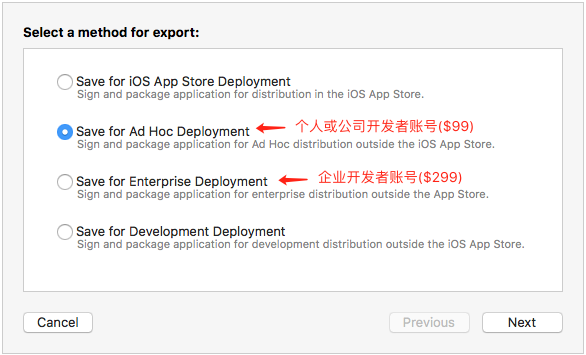 Select a method for export:
Save for iOS App Store Deployment
Sign and package application for distribution in the iOS App Store.
Save for Ad Hoc Deployment 个人或公司开发者账号($99)
Sign and package application for Ad Hoc distribution outside the iOS App Store.
Save for Enterprise Deployment 企业开发者账号($299)
Sign and package application for enterprise distribution outside the App Store.
Save for Development Deployment
Sign and package application for development distribution outside the iOS App Store.
Cancel Previous Next